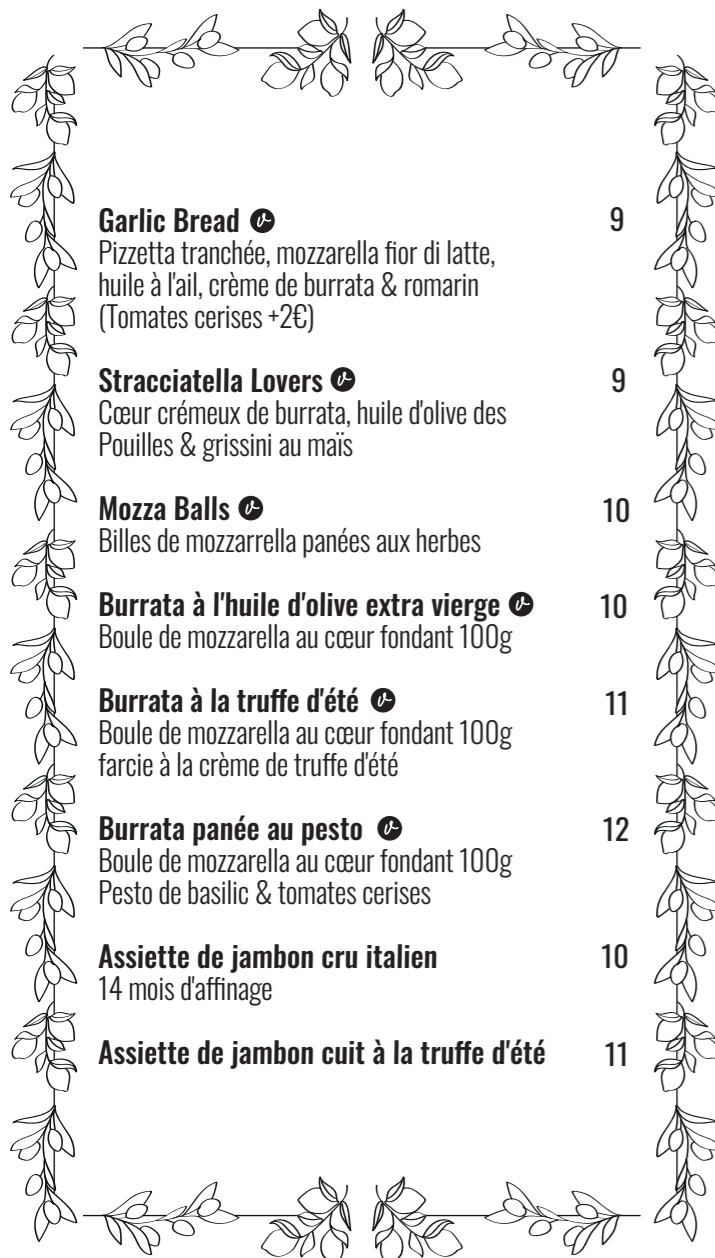 Garlic Bread v 9
Pizzetta tranchée, mozzarella fior di latte,
huile à l'ail, crème de burrata & romarin
(Tomates cerises +2€)
Stracciatella Lovers v 9
Cœur crémeux de burrata, huile d'olive des
Pouilles & grissini au maïs
Mozza Balls v 10
Billes de mozzarrella panées aux herbes
Burrata à l'huile d'olive extra vierge v 10
Boule de mozzarella au cœur fondant 100g
Burrata à la truffe d'été v 11
Boule de mozzarella au cœur fondant 100g
farcie à la crème de truffe d'été
Burrata panée au pesto v 12
Boule de mozzarella au cœur fondant 100g
Pesto de basilic & tomates cerises
Assiette de jambon cru italien 10
14 mois d'affinage
Assiette de jambon cuit à la truffe d'été 11